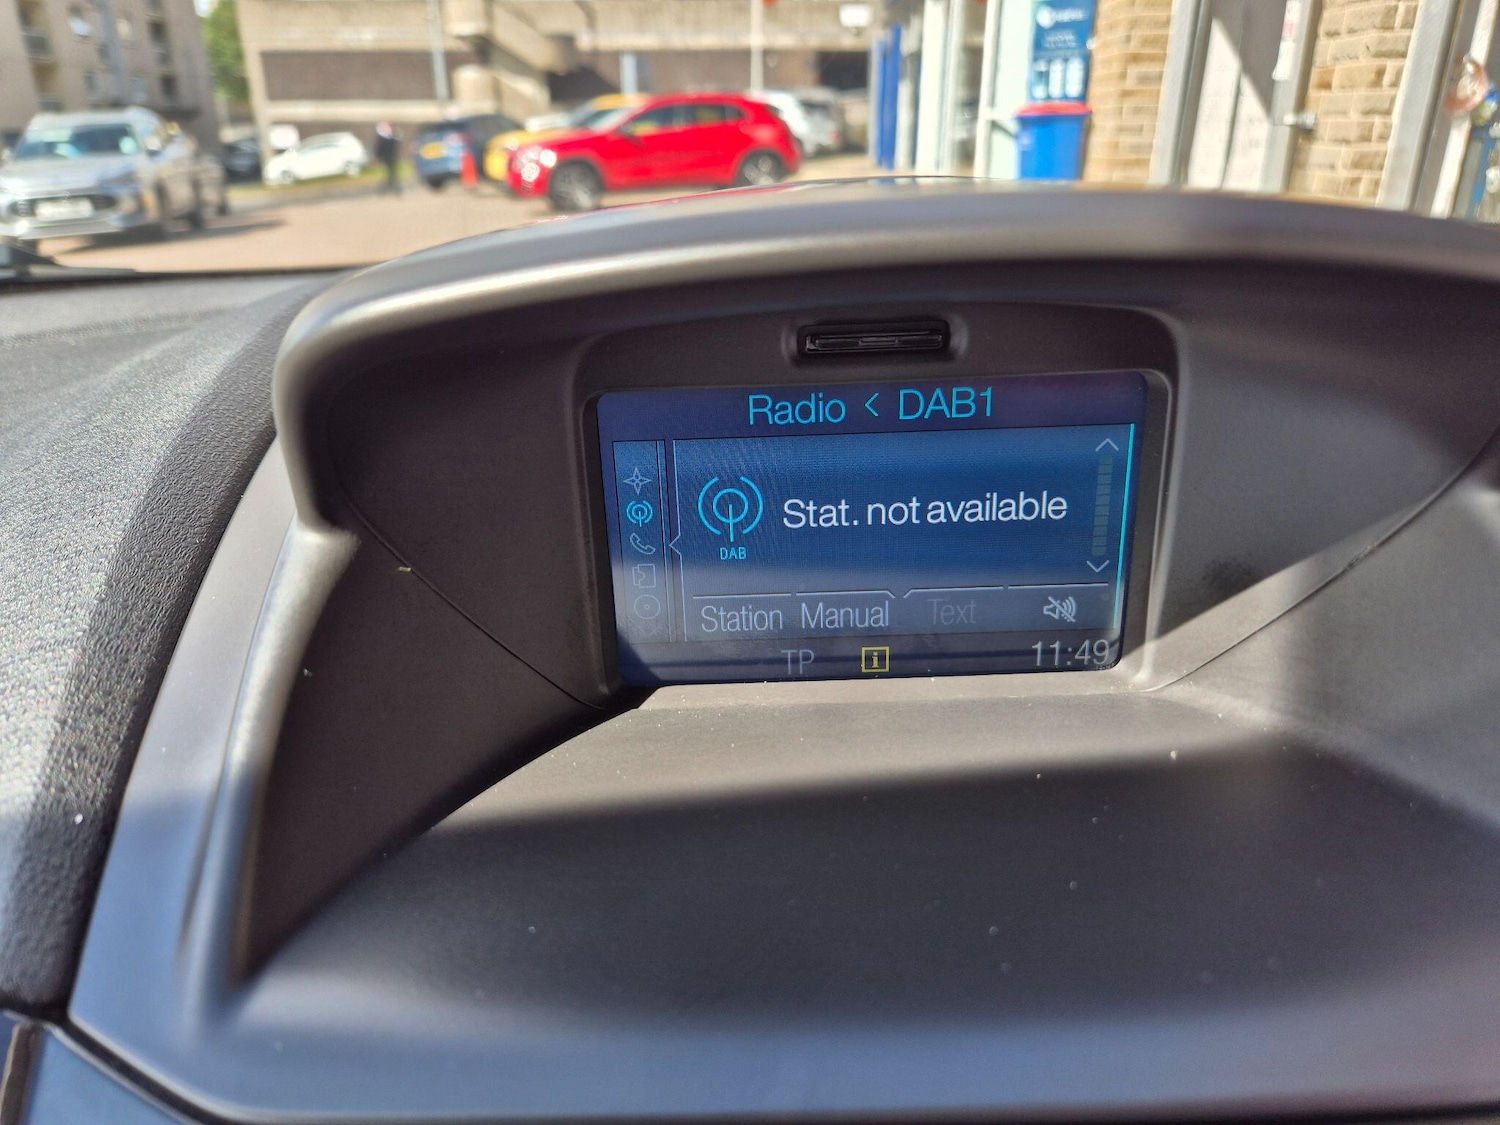 Radio < DAB1
Stat. not available
DAB
Station Manual Text
TP i 11:49